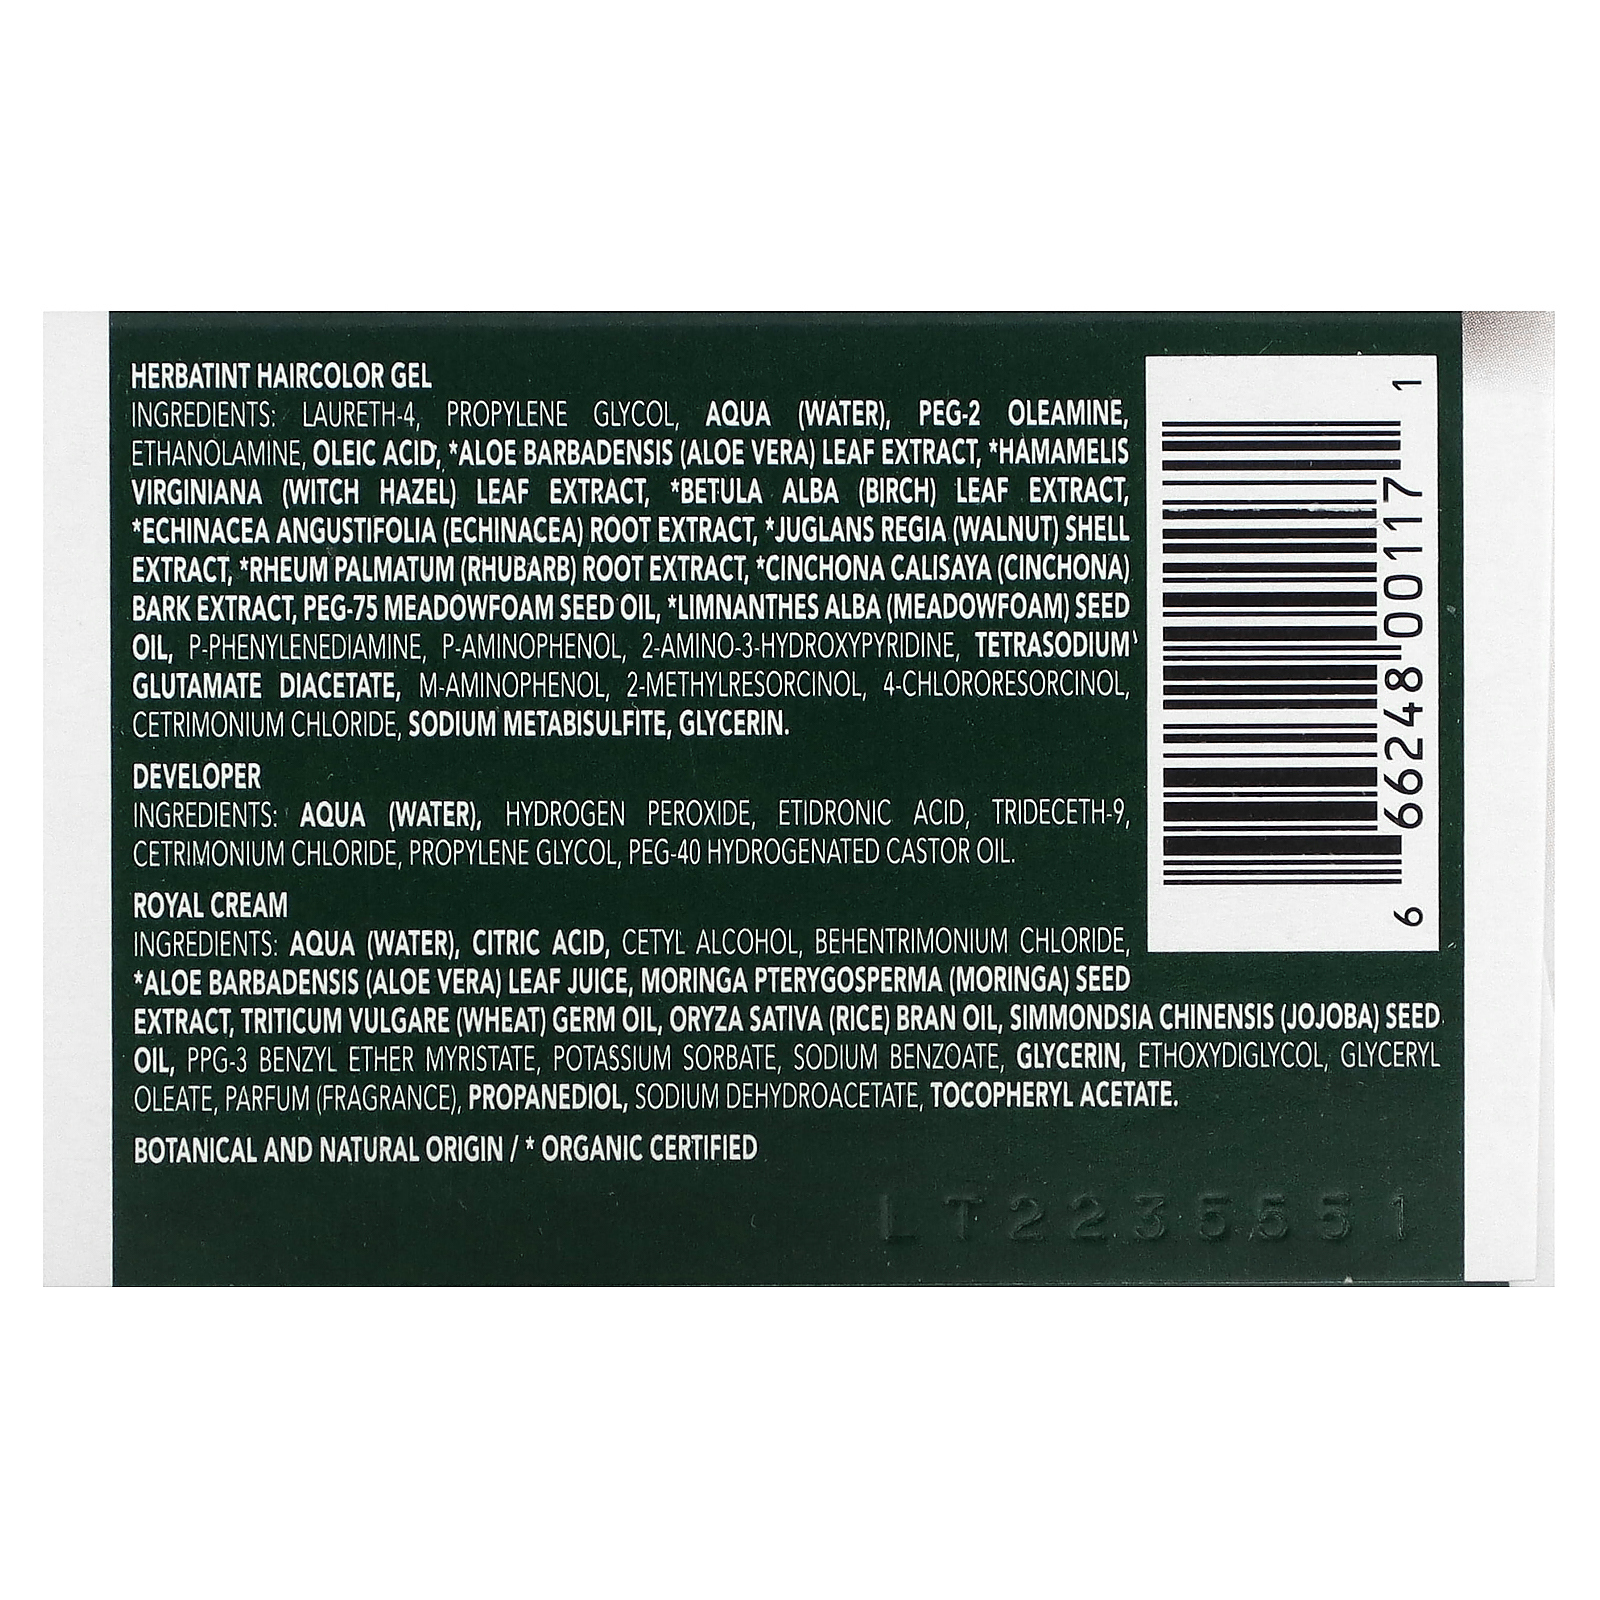 HERBATINT HAIRCOLOR GEL
INGREDIENTS: LAURETH-4, PROPYLENE GLYCOL, AQUA (WATER), PEG-2 OLEAMINE,
ETHANOLAMINE, OLEIC ACID, *ALOE BARBADENSIS (ALOE VERA) LEAF EXTRACT, *HAMAMELIS
VIRGINIANA (WITCH HAZEL) LEAF EXTRACT, *BETULA ALBA (BIRCH) LEAF EXTRACT,
*ECHINACEA ANGUSTIFOLIA (ECHINACEA) ROOT EXTRACT, *JUGLANS REGIA (WALNUT) SHELL
EXTRACT, *RHEUM PALMATUM (RHUBARB) ROOT EXTRACT, *CINCHONA CALISAYA (CINCHONA)
BARK EXTRACT, PEG-75 MEADOWFOAM SEED OIL, *LIMNANTHES ALBA (MEADOWFOAM) SEED
OIL, P-PHENYLENEDIAMINE, P-AMINOPHENOL, 2-AMINO-3-HYDROXYPYRIDINE, TETRASODIUM
GLUTAMATE DIACETATE, M-AMINOPHENOL, 2-METHYLRESORCINOL, 4-CHLORORESORCINOL,
CETRIMONIUM CHLORIDE, SODIUM METABISULFITE, GLYCERIN.
DEVELOPER
INGREDIENTS: AQUA (WATER), HYDROGEN PEROXIDE, ETIDRONIC ACID, TRIDECETH-9,
CETRIMONIUM CHLORIDE, PROPYLENE GLYCOL, PEG-40 HYDROGENATED CASTOR OIL.
ROYAL CREAM
INGREDIENTS: AQUA (WATER), CITRIC ACID, CETYL ALCOHOL, BEHENTRIMONIUM CHLORIDE,
*ALOE BARBADENSIS (ALOE VERA) LEAF JUICE, MORINGA PTERYGOSPERMA (MORINGA) SEED
EXTRACT, TRITICUM VULGARE (WHEAT) GERM OIL, ORYZA SATIVA (RICE) BRAN OIL, SIMMONDSIA CHINENSIS (JOJOBA) SEED
OIL, PPG-3 BENZYL ETHER MYRISTATE, POTASSIUM SORBATE, SODIUM BENZOATE, GLYCERIN, ETHOXYDIGLYCOL, GLYCERYL
OLEATE, PARFUM (FRAGRANCE), PROPANEDIOL, SODIUM DEHYDROACETATE, TOCOPHERYL ACETATE.
BOTANICAL AND NATURAL ORIGIN / * ORGANIC CERTIFIED
6 66248 00117 1
LT2235551